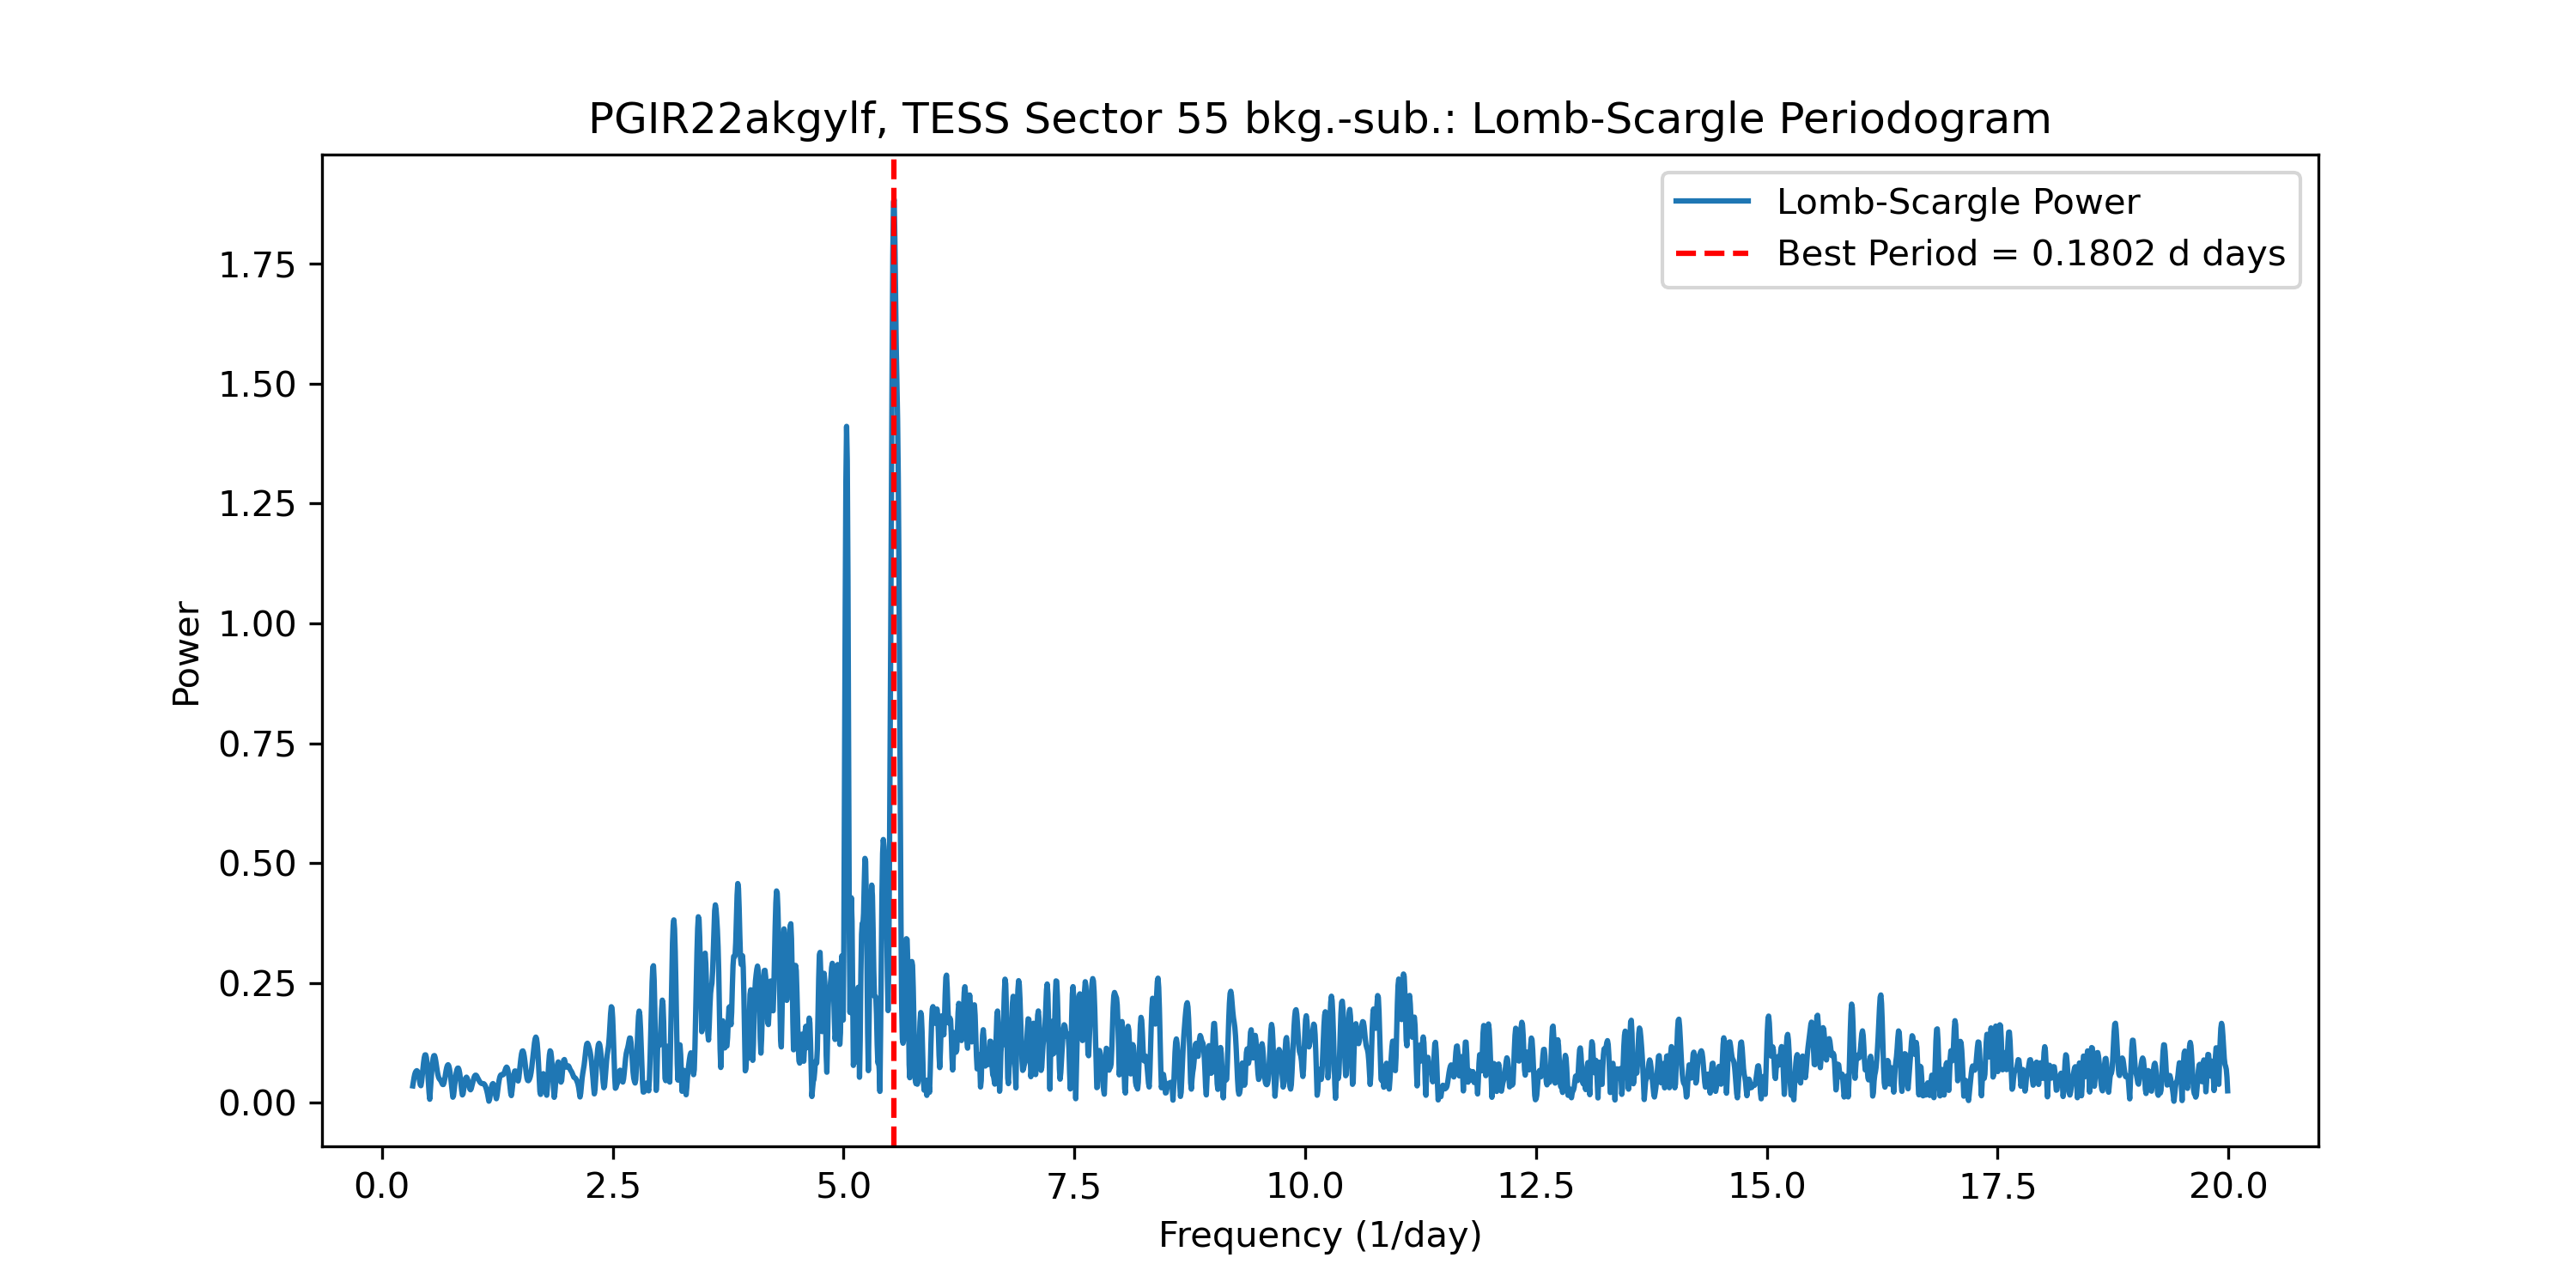 PGIR22akgylf, TESS Sector 55 bkg.-sub.: Lomb-Scargle Periodogram
Lomb-Scargle Power
Best Period = 0.1802 d days
Power
1.75
1.50
1.25
1.00
0.75
0.50
0.25
0.00
0.0 2.5 5.0 7.5 10.0 12.5 15.0 17.5 20.0
Frequency (1/day)